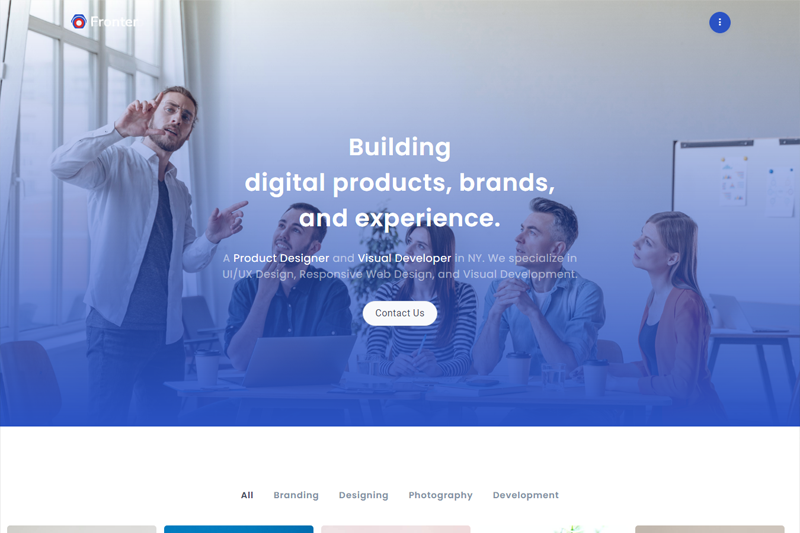 Fronter
Building
digital products, brands,
and experience.
A Product Designer and Visual Developer in NY. We specialize in
UI/UX Design, Responsive Web Design, and Visual Development.
Contact Us
All Branding Designing Photography Development